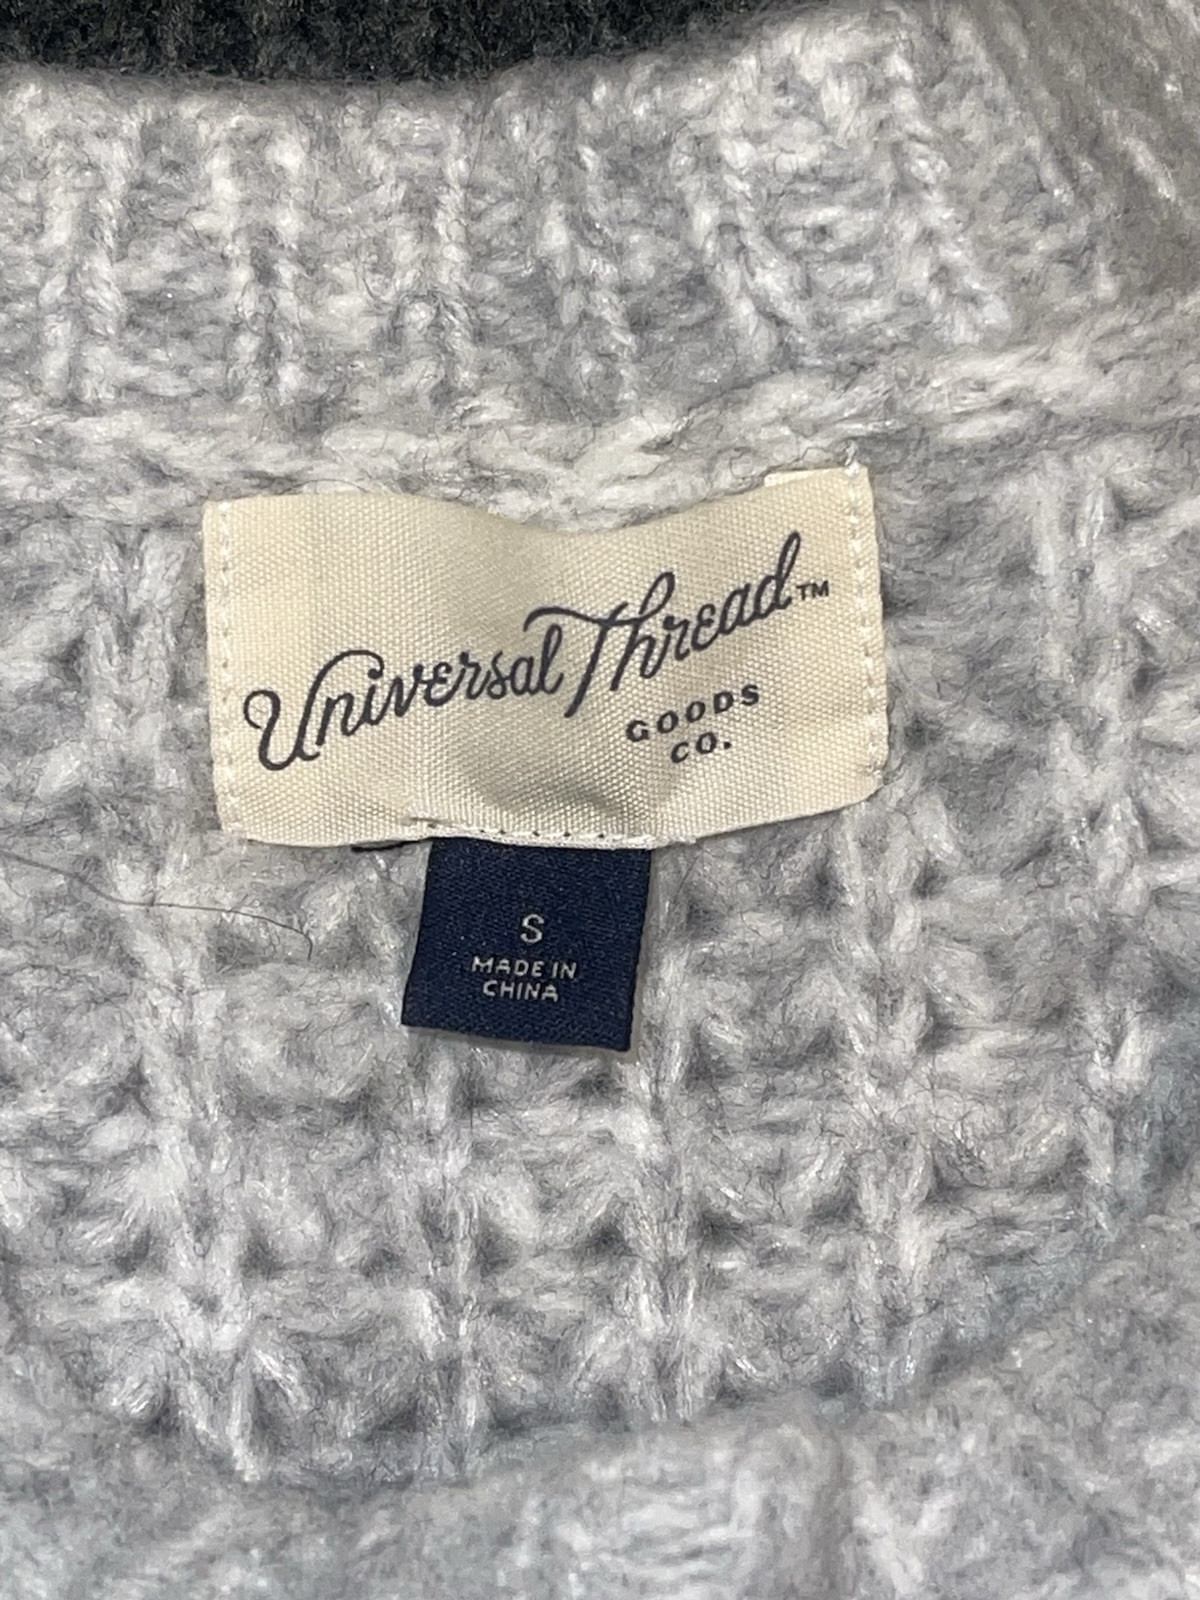 Universal Thread™
GOODS
CO.
S
MADE IN
CHINA